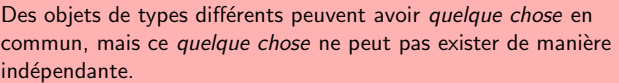 Des objets de types différents peuvent avoir quelque chose en
commun, mais ce quelque chose ne peut pas exister de manière
indépendante.